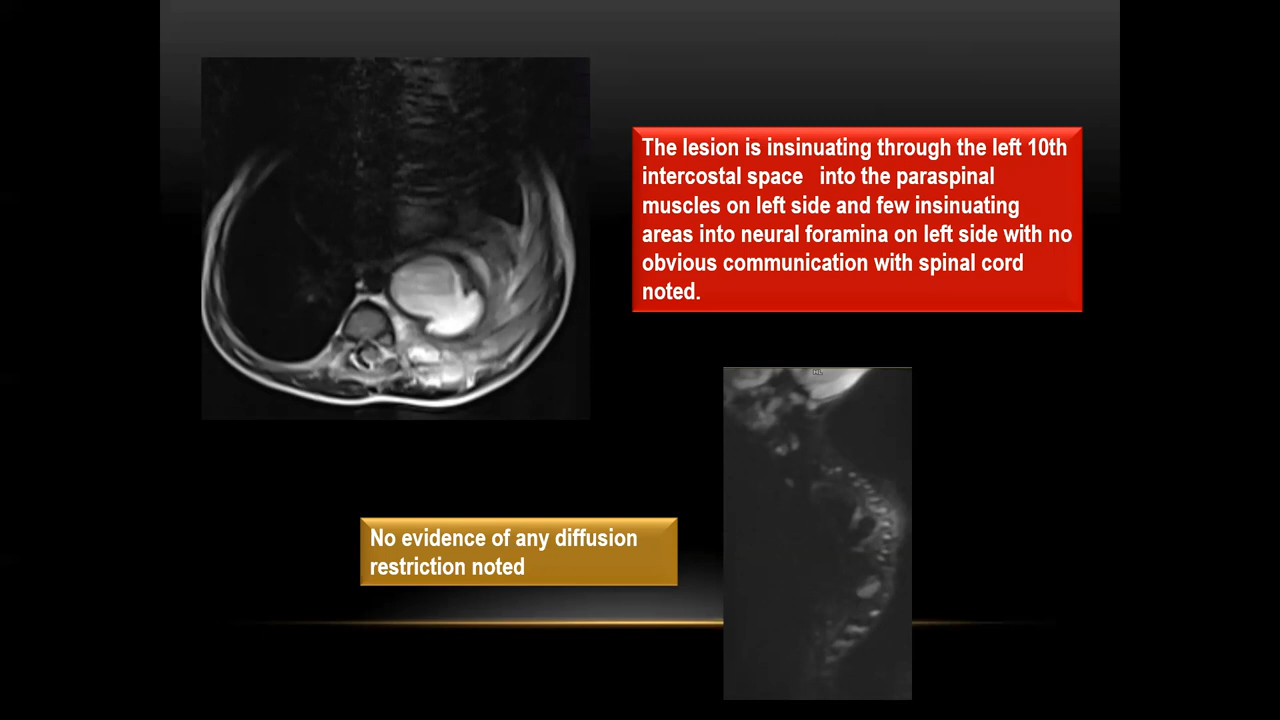 The lesion is insinuating through the left 10th
intercostal space   into the paraspinal
muscles on left side and few insinuating
areas into neural foramina on left side with no
obvious communication with spinal cord
noted.
HL
No evidence of any diffusion
restriction noted